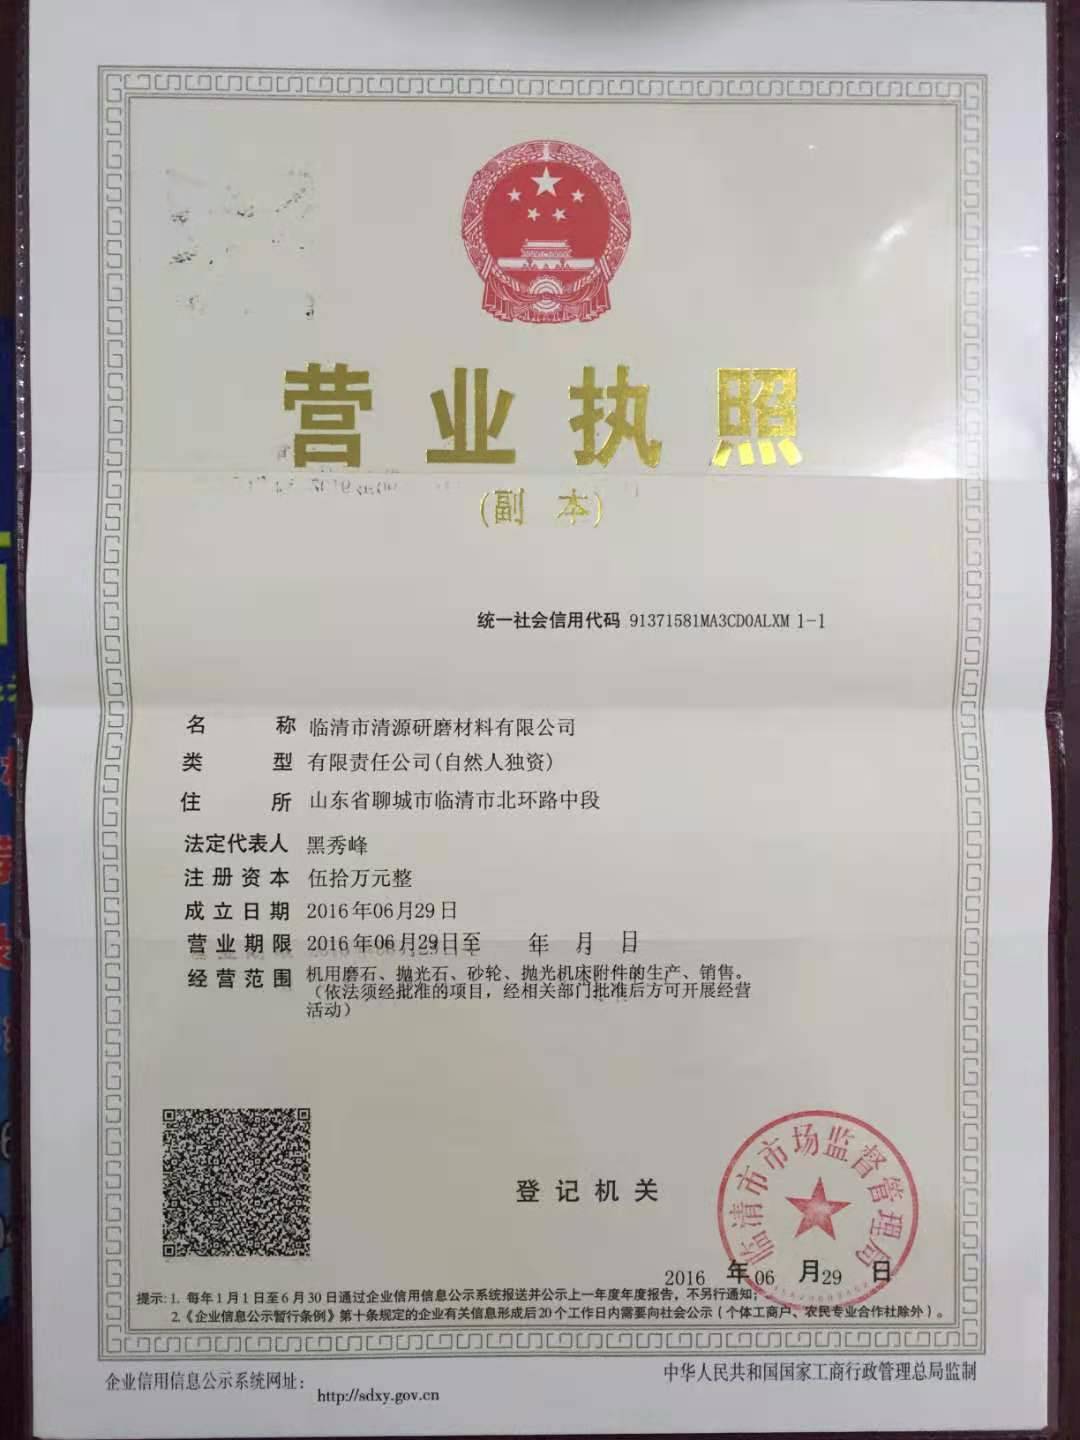 营业执照
(副 本)
统一社会信用代码 91371581MA3CD0ALXM 1-1
名 称 临清市清源研磨材料有限公司
类 型 有限责任公司(自然人独资)
住 所 山东省聊城市临清市北环路中段
法定代表人 黑秀峰
注册资本 伍拾万元整
成立日期 2016年06月29日
营业期限 2016年06月29日至 年 月 日
经营范围 机用磨石、抛光石、砂轮、抛光机床附件的生产、销售。
(依法须经批准的项目，经相关部门批准后方可开展经营
活动)
登记机关
临清市市场监督管理局
2016 年06 月29 日
提示: 1. 每年1月1日至6月30日通过企业信用信息公示系统报送并公示上一年度年度报告，不另行通知；
2.《企业信息公示暂行条例》第十条规定的企业有关信息形成后20个工作日内需要向社会公示（个体工商户、农民专业合作社除外）。
企业信用信息公示系统网址：
http://sdxy.gov.cn
中华人民共和国国家工商行政管理总局监制